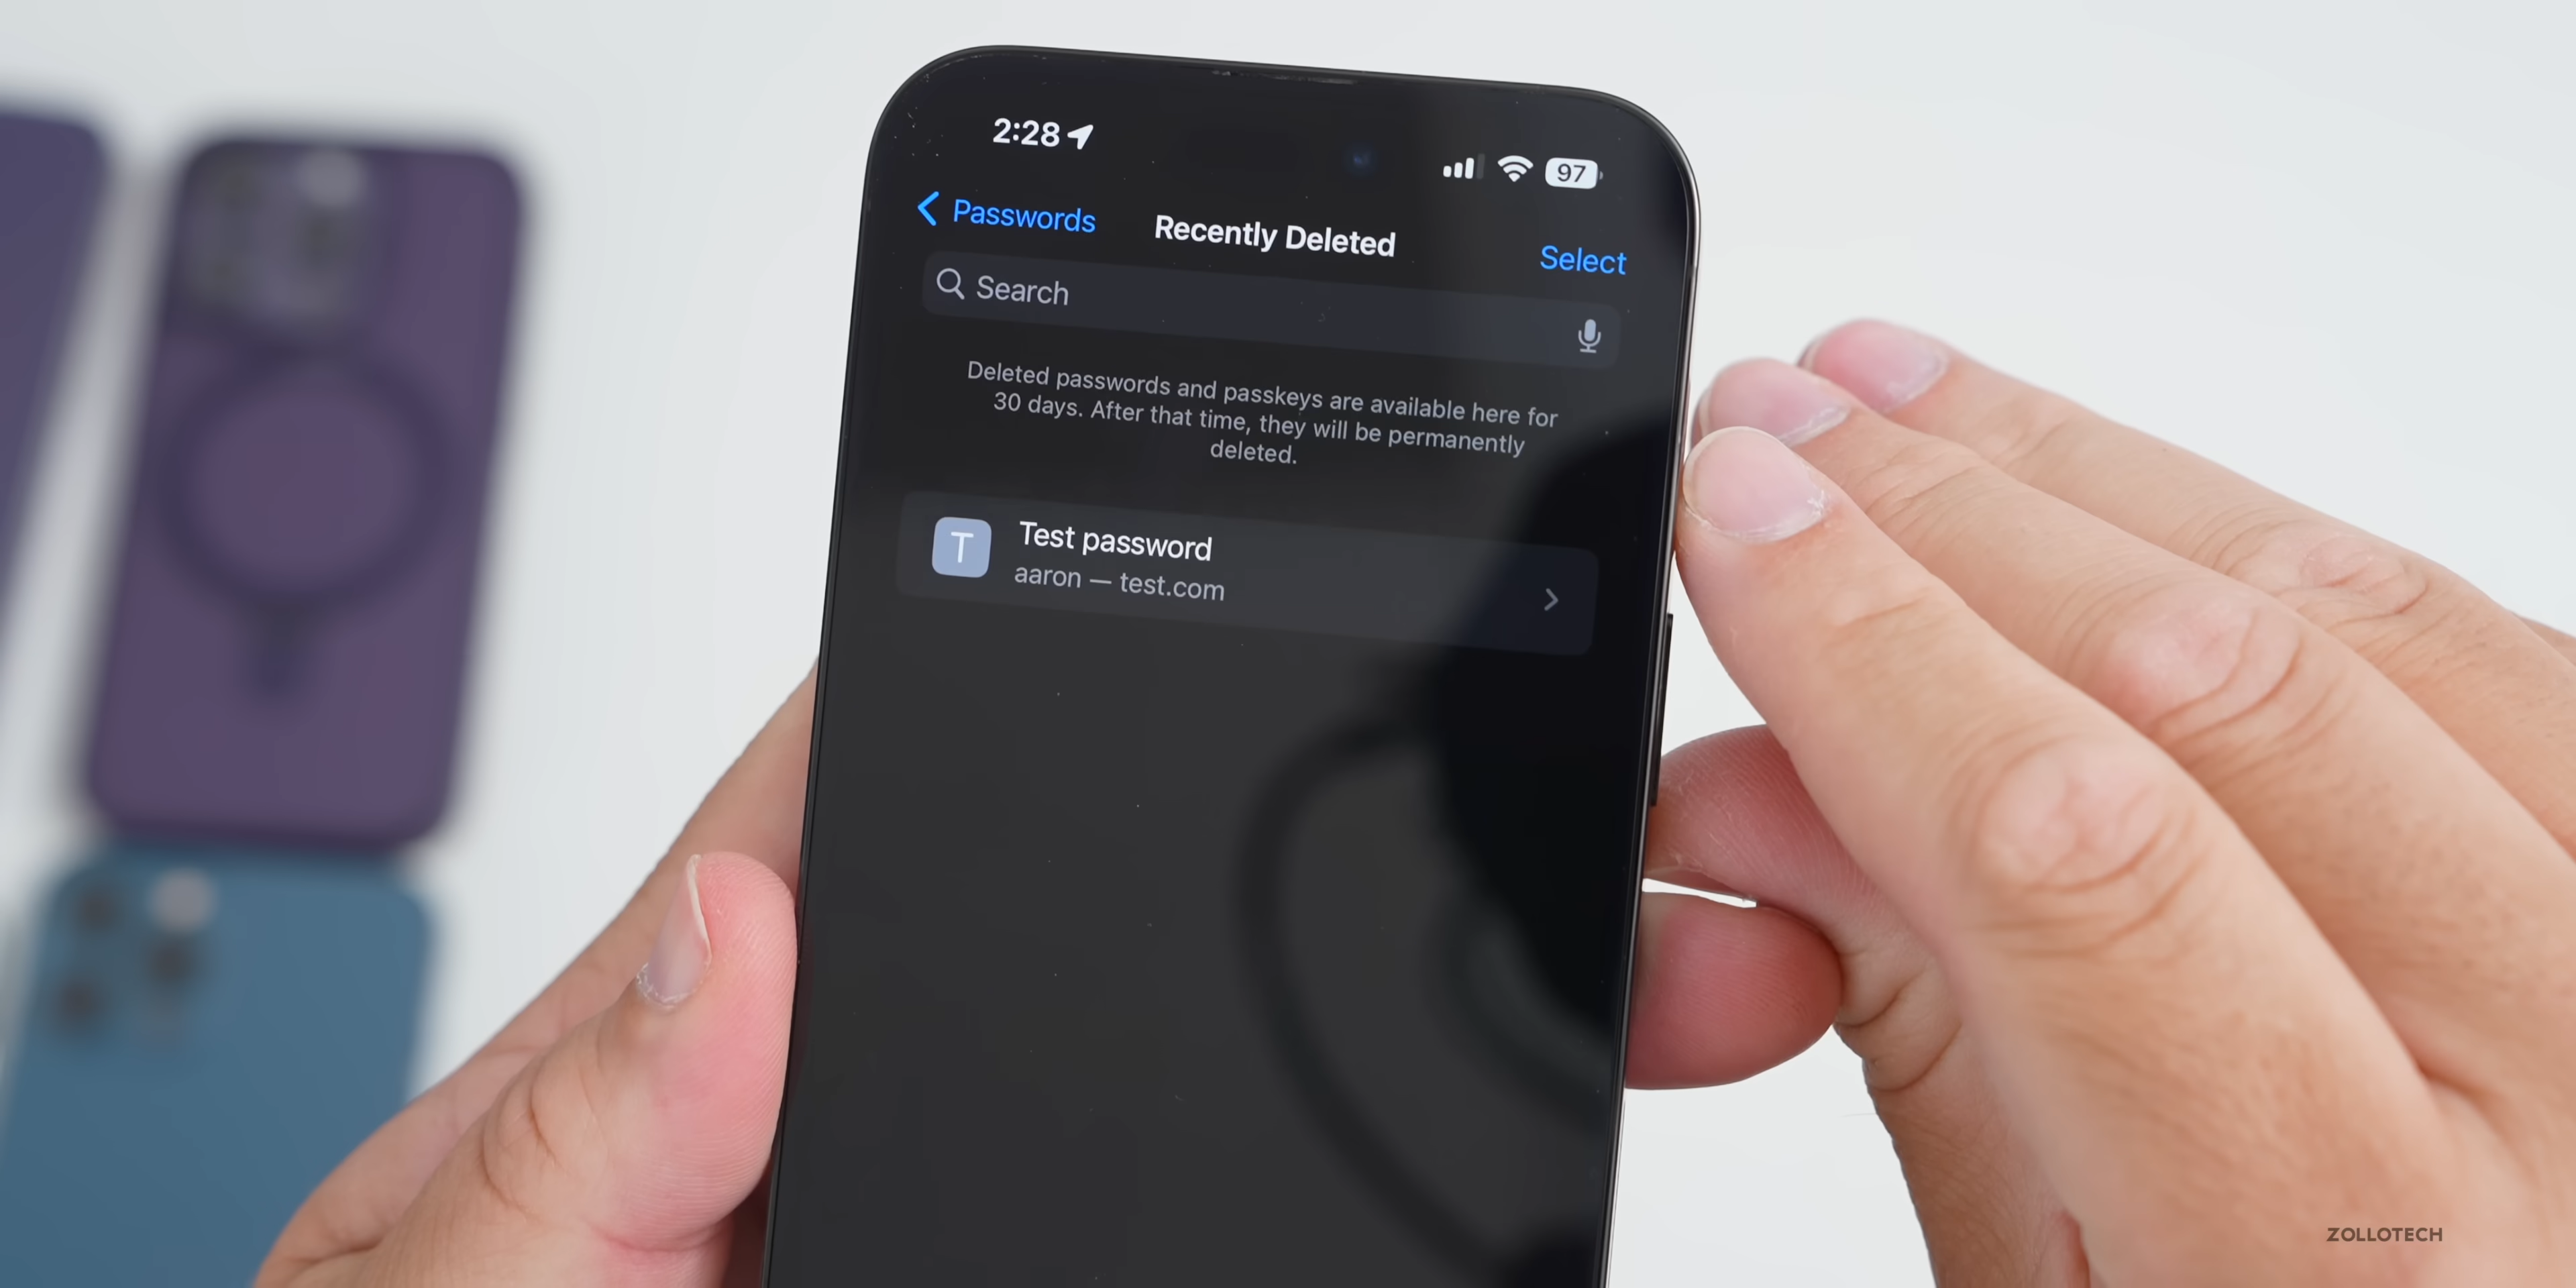 2:28
97
Passwords
Recently Deleted
Select
Search
Deleted passwords and passkeys are available here for
30 days. After that time, they will be permanently
deleted.
T
Test password
aaron — test.com
ZOLLOTECH